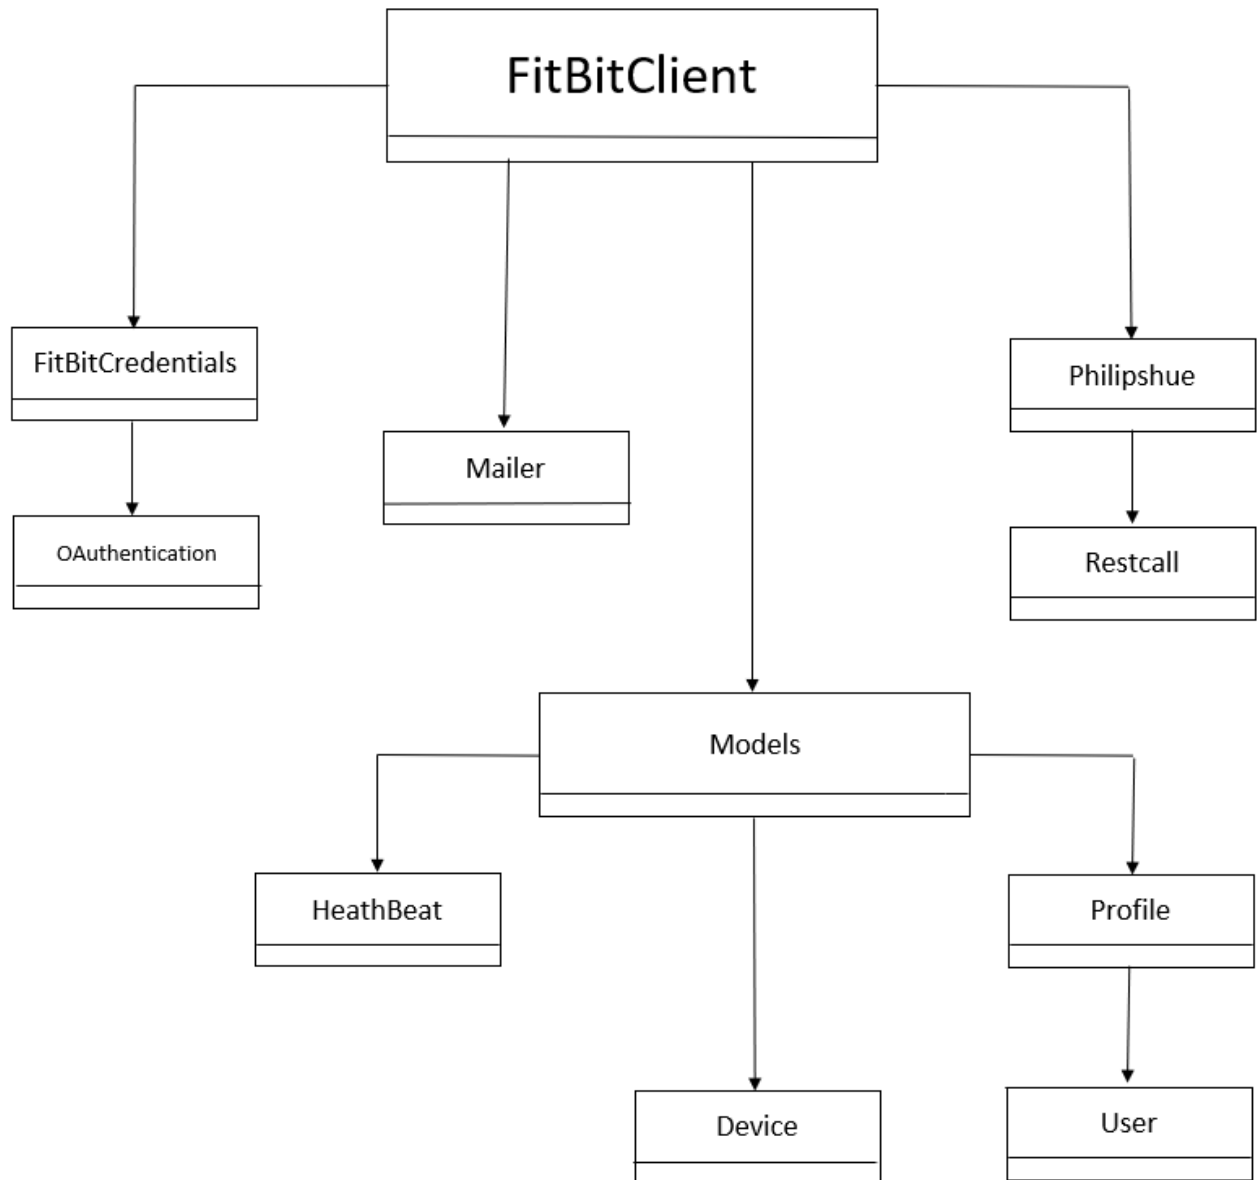 FitBitClient
FitBitCredentials
Philipshue
Mailer
OAuthentication
Restcall
Models
HeathBeat
Profile
Device
User